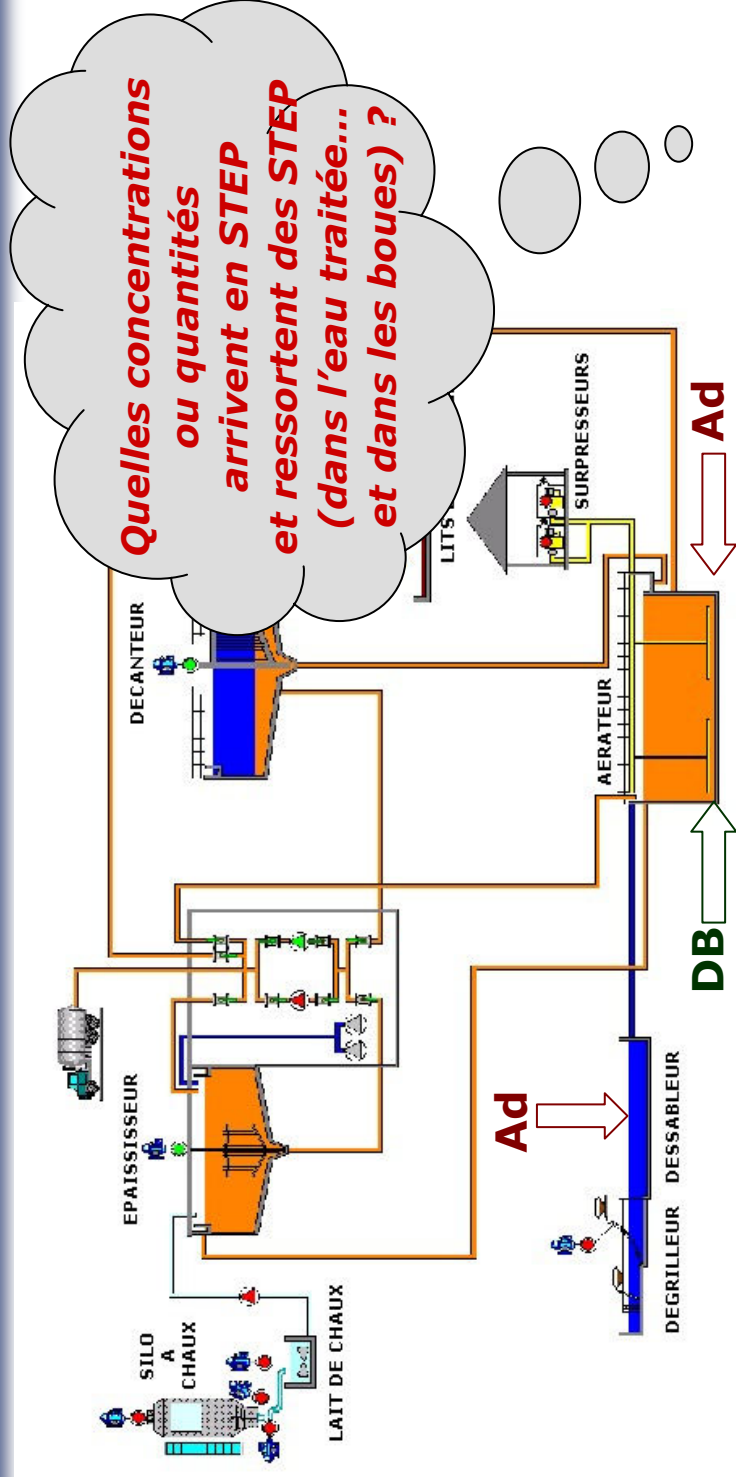 Quelles concentrations
ou quantités
arrivent en STEP
et ressortent des STEP
(dans l'eau traitée...
et dans les boues) ?
SILO
A
CHAUX
LAIT DE CHAUX
EPAISSISSEUR
DECANTEUR
LITS
SURPRESSEURS
AERATEUR
DEGRILLEUR
DESSABLEUR
Ad
DB
Ad